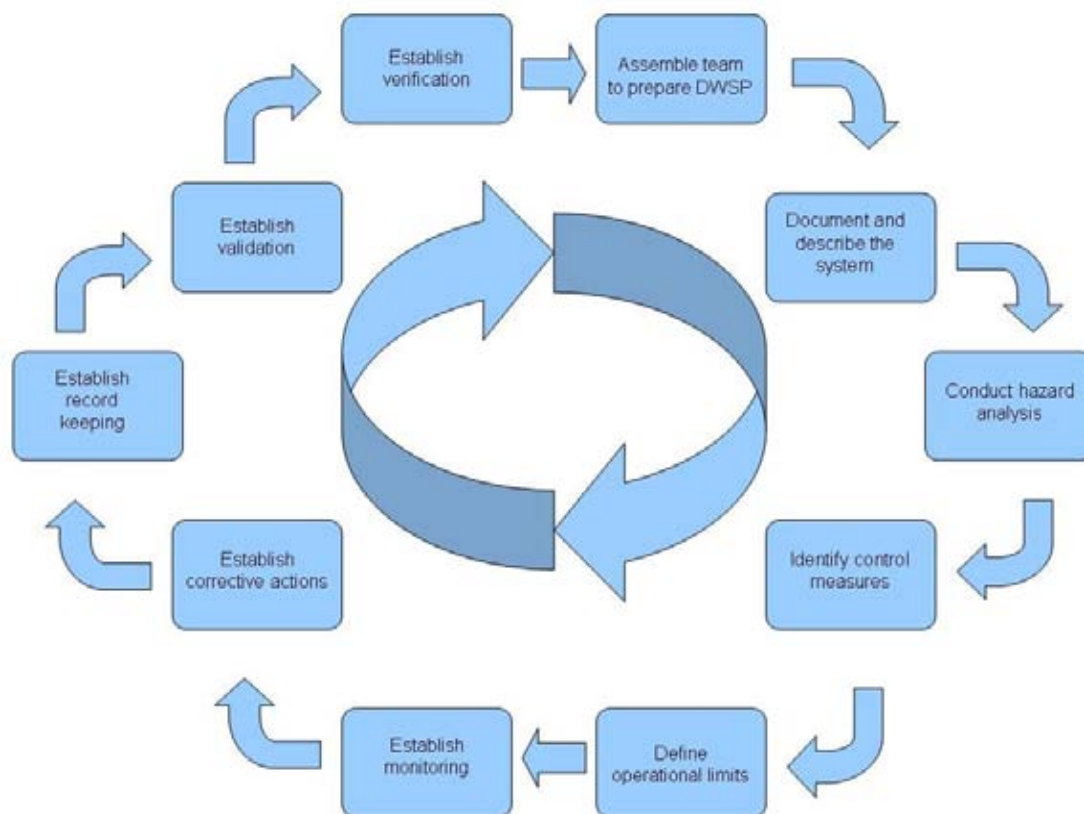 Establish
verification
Assemble team
to prepare DWSP
Document and
describe the
system
Conduct hazard
analysis
Identify control
measures
Define
operational limits
Establish
monitoring
Establish
corrective actions
Establish
record
keeping
Establish
validation